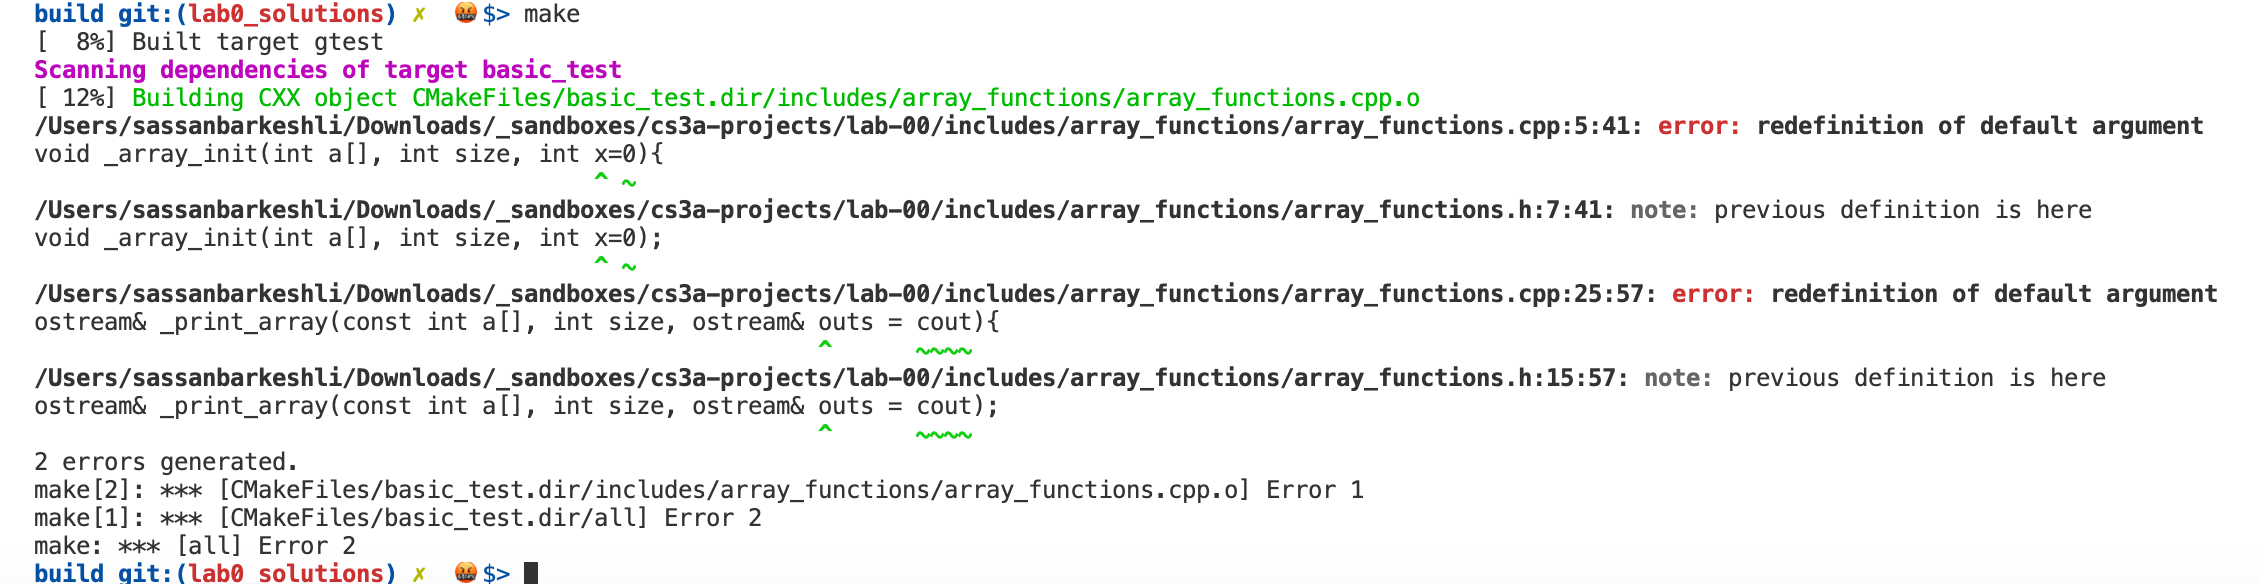 build git:(lab0_solutions) ✗ 🤬$> make
[  8%] Built target gtest
Scanning dependencies of target basic_test
[ 12%] Building CXX object CMakeFiles/basic_test.dir/includes/array_functions/array_functions.cpp.o
/Users/sassanbarkeshli/Downloads/_sandboxes/cs3a-projects/lab-00/includes/array_functions/array_functions.cpp:5:41: error: redefinition of default argument
void _array_init(int a[], int size, int x=0){
                                        ^ ~
/Users/sassanbarkeshli/Downloads/_sandboxes/cs3a-projects/lab-00/includes/array_functions/array_functions.h:7:41: note: previous definition is here
void _array_init(int a[], int size, int x=0);
                                        ^ ~
/Users/sassanbarkeshli/Downloads/_sandboxes/cs3a-projects/lab-00/includes/array_functions/array_functions.cpp:25:57: error: redefinition of default argument
ostream& _print_array(const int a[], int size, ostream& outs = cout){
                                                        ^      ~~~~
/Users/sassanbarkeshli/Downloads/_sandboxes/cs3a-projects/lab-00/includes/array_functions/array_functions.h:15:57: note: previous definition is here
ostream& _print_array(const int a[], int size, ostream& outs = cout);
                                                        ^      ~~~~
2 errors generated.
make[2]: *** [CMakeFiles/basic_test.dir/includes/array_functions/array_functions.cpp.o] Error 1
make[1]: *** [CMakeFiles/basic_test.dir/all] Error 2
make: *** [all] Error 2
build git:(lab0_solutions) ✗ 🤬$>